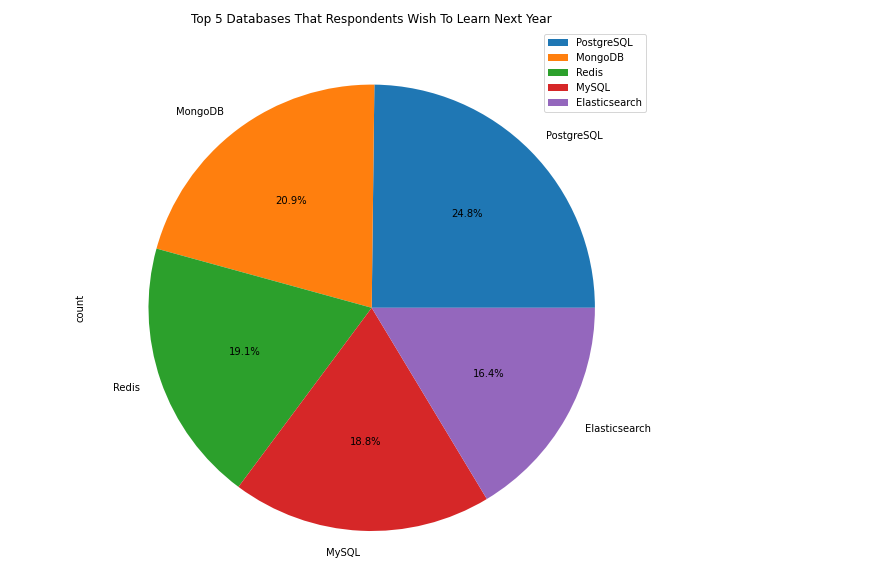 Top 5 Databases That Respondents Wish To Learn Next Year
PostgreSQL
MongoDB
Redis
MySQL
Elasticsearch
MongoDB
PostgreSQL
20.9%
24.8%
count
19.1%
16.4%
Redis
Elasticsearch
18.8%
MySQL